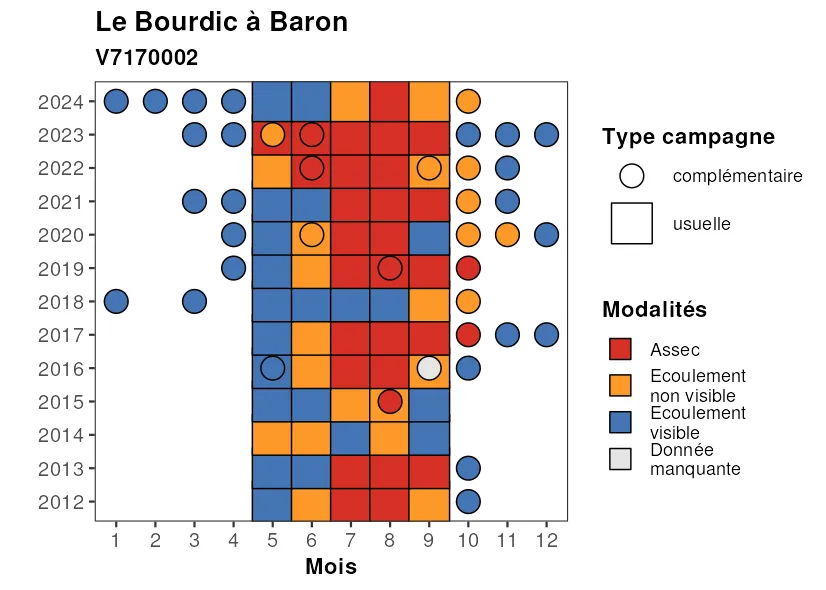 Le Bourdic à Baron
V7170002
2024
2023
2022
2021
2020
2019
2018
2017
2016
2015
2014
2013
2012
1 2 3 4 5 6 7 8 9 10 11 12
Mois
Type campagne
complémentaire
usuelle
Modalités
Assec
Ecoulement
non visible
Ecoulement
visible
Donnée
manquante